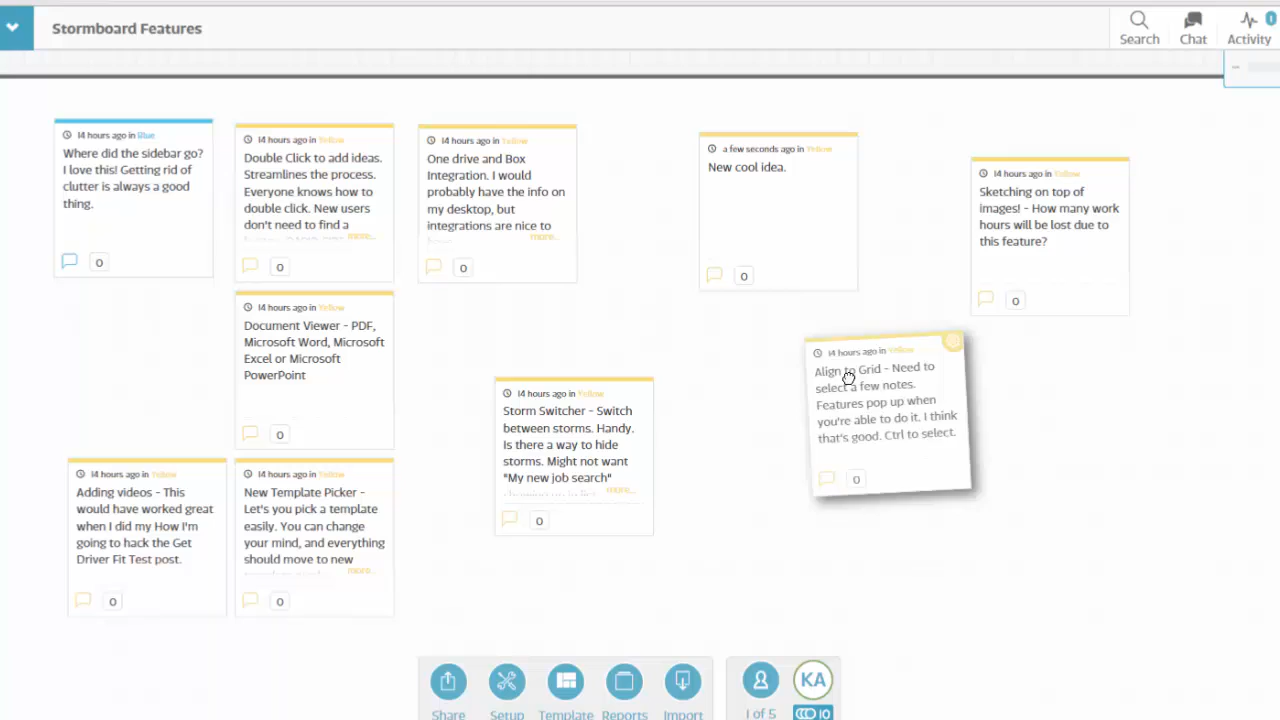 Stormboard Features
Search
Chat
Activity
0
14 hours ago in Blue
Where did the sidebar go?
I love this! Getting rid of
clutter is always a good
thing.
0
14 hours ago in Yellow
Double Click to add ideas.
Streamlines the process.
Everyone knows how to
double click. New users
don't need to find a
more...
0
14 hours ago in Yellow
One drive and Box
Integration. I would
probably have the info on
my desktop, but
integrations are nice to
have.
more...
0
a few seconds ago in Yellow
New cool idea.
0
14 hours ago in Yellow
Sketching on top of
images! - How many work
hours will be lost due to
this feature?
0
14 hours ago in Yellow
Document Viewer - PDF,
Microsoft Word, Microsoft
Excel or Microsoft
PowerPoint
0
14 hours ago in Yellow
Align to Grid - Need to
select a few notes.
Features pop up when
you're able to do it. I think
that's good. Ctrl to select.
0
14 hours ago in Yellow
Storm Switcher - Switch
between storms. Handy.
Is there a way to hide
storms. Might not want
"My new job search"
showing up in list
more...
0
14 hours ago in Yellow
Adding videos - This
would have worked great
when I did my How I'm
going to hack the Get
Driver Fit Test post.
0
14 hours ago in Yellow
New Template Picker -
Let's you pick a template
easily. You can change
your mind, and everything
should move to new
more...
0
Share
Setup
Template
Reports
Import
1 of 5
KA
10